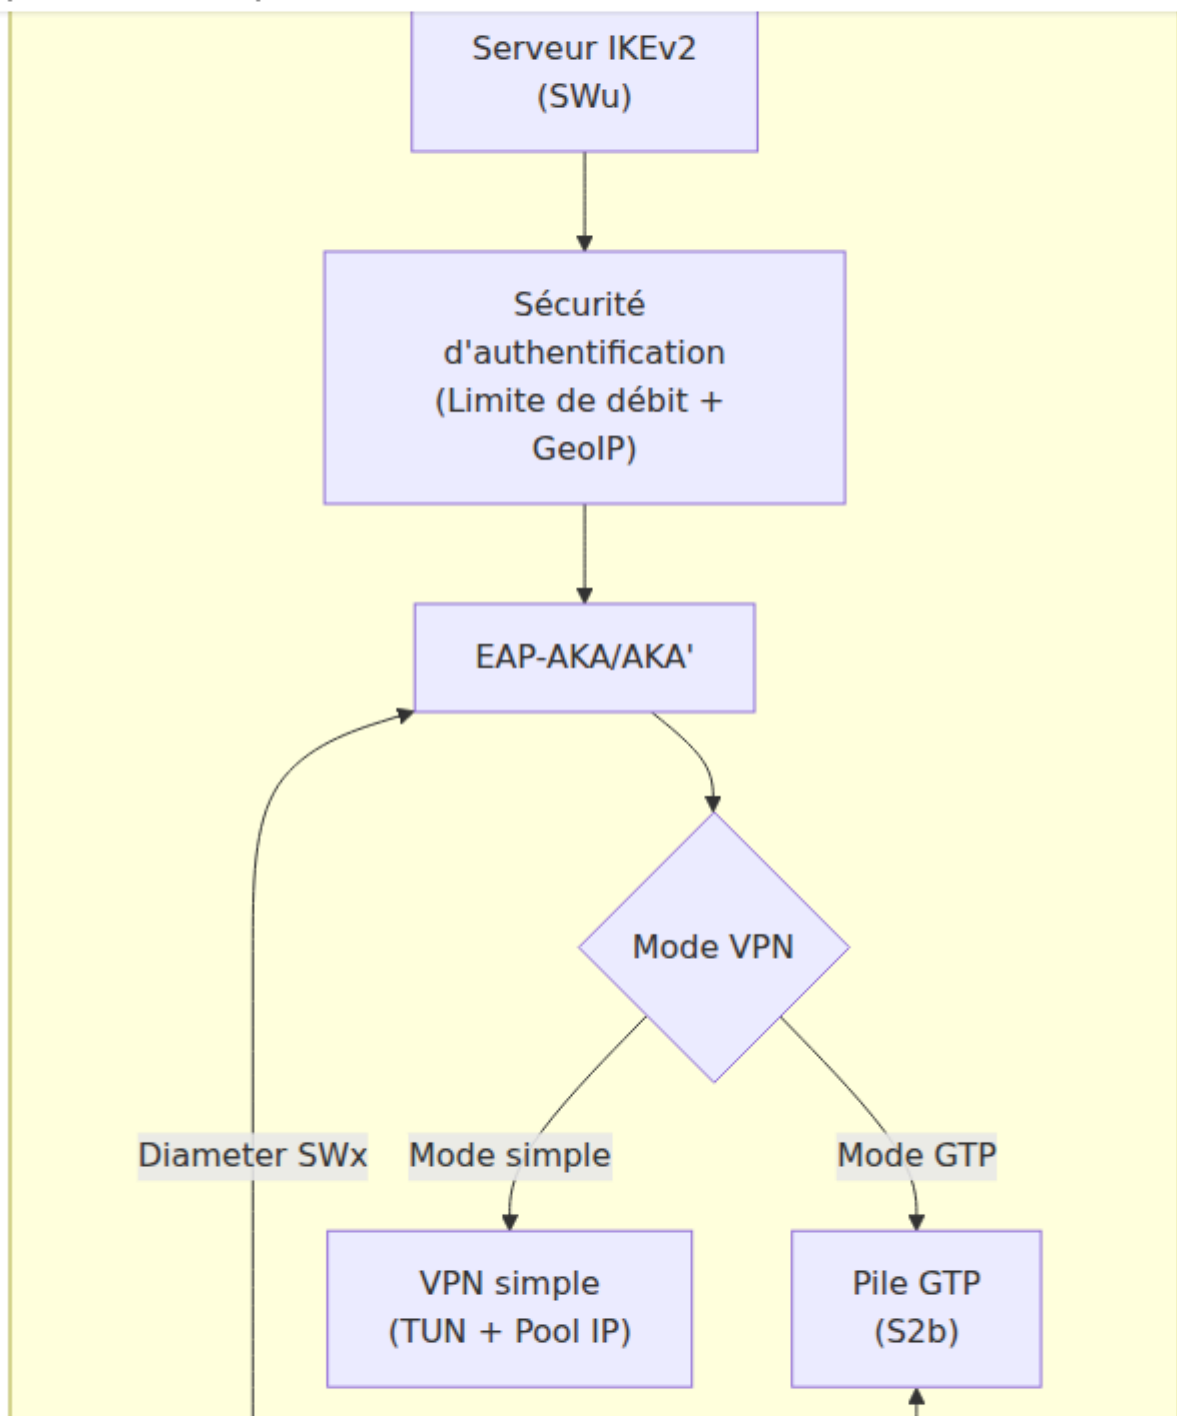 Serveur IKEv2
(SWu)
Sécurité
d'authentification
(Limite de débit +
GeoIP)
EAP-AKA/AKA'
Mode VPN
Diameter SWx
Mode simple
Mode GTP
VPN simple
(TUN + Pool IP)
Pile GTP
(S2b)